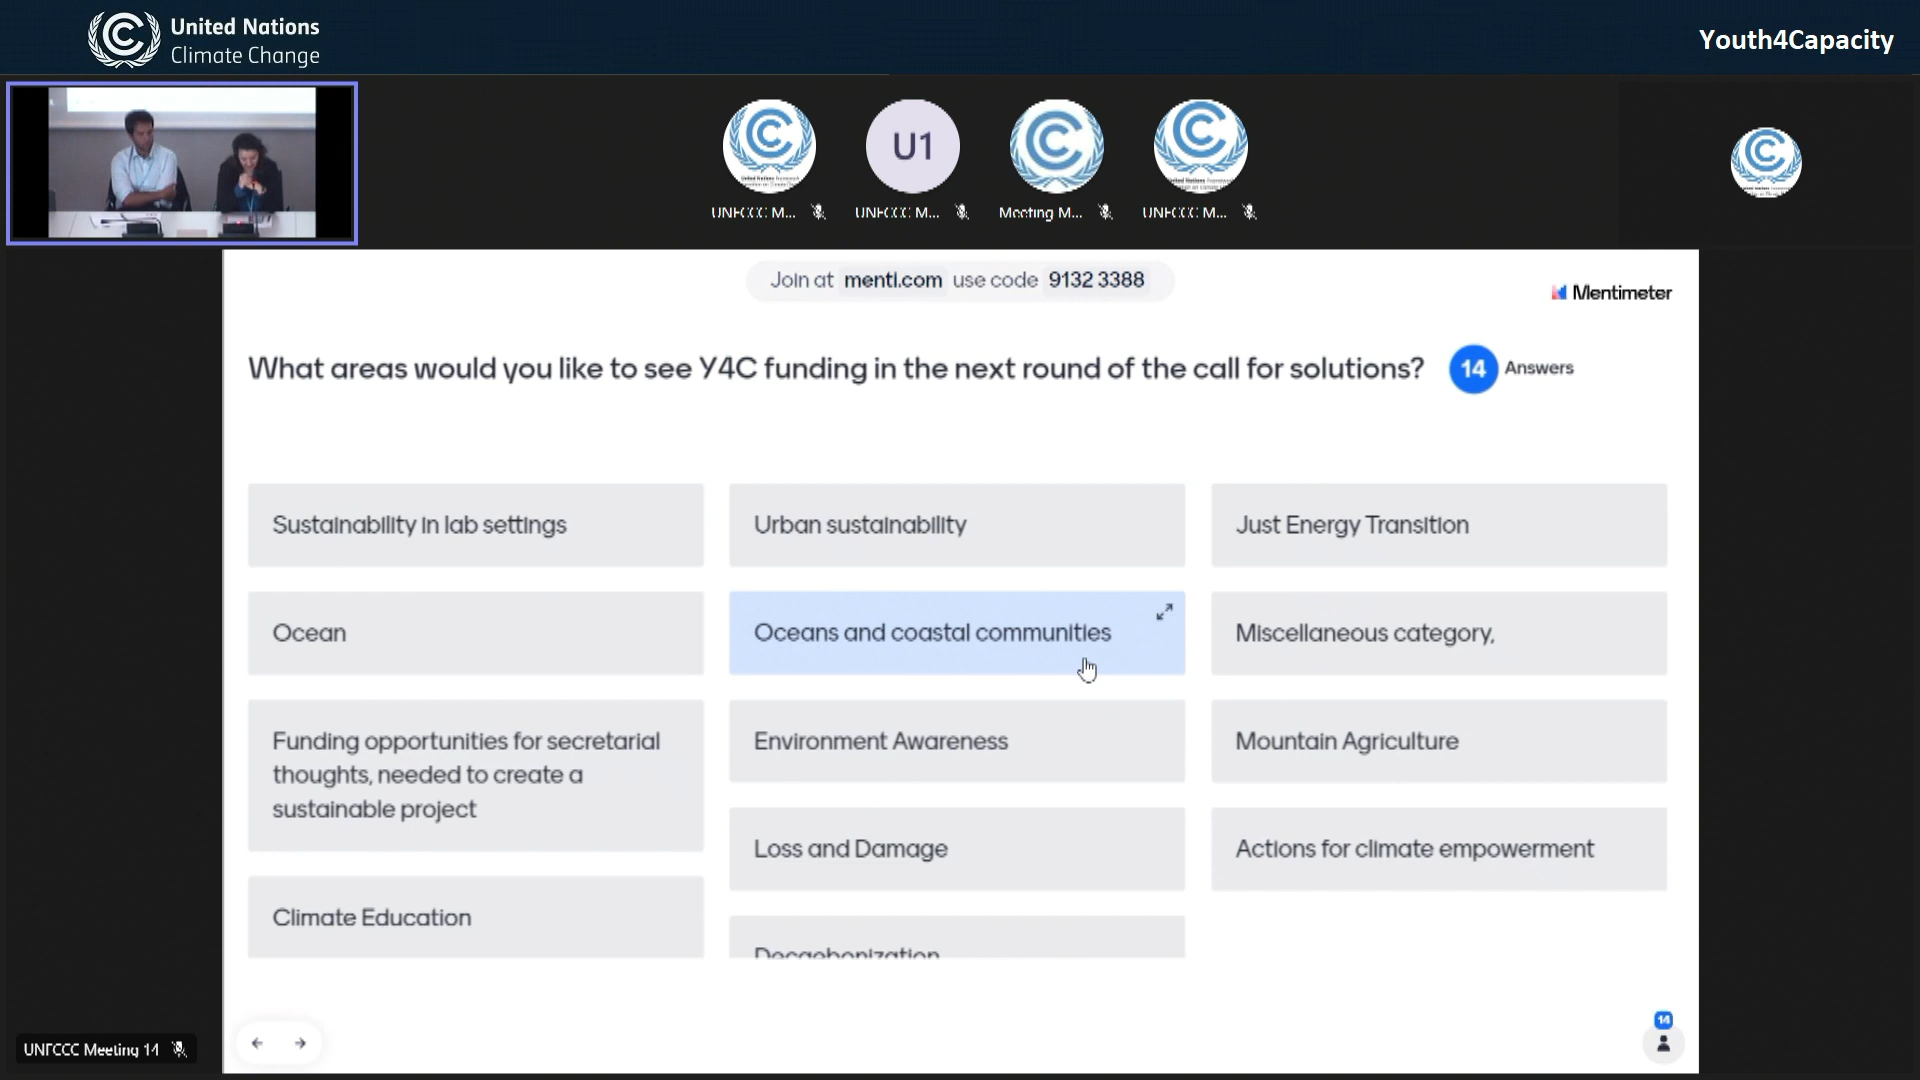 United Nations
Climate Change
Youth4Capacity
U1
UNFCCC M...
UNFCCC M...
Meeting M...
UNFCCC M...
Join at menti.com use code 9132 3388
Mentimeter
What areas would you like to see Y4C funding in the next round of the call for solutions?
14 Answers
Sustainability in lab settings
Urban sustainability
Just Energy Transition
Ocean
Oceans and coastal communities
Miscellaneous category,
Funding opportunities for secretarial
thoughts, needed to create a
sustainable project
Environment Awareness
Mountain Agriculture
Loss and Damage
Actions for climate empowerment
Climate Education
14
UNFCCC Meeting 14